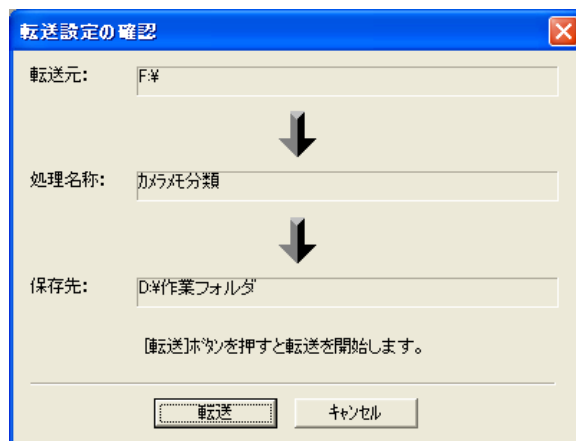 転送設定の確認
転送元: F:¥
処理名称: ｶﾒﾗﾒﾓ分類
保存先: D:¥作業フォルダ
[転送]ﾎﾞﾀﾝを押すと転送を開始します。
転送 ｷｬﾝｾﾙ